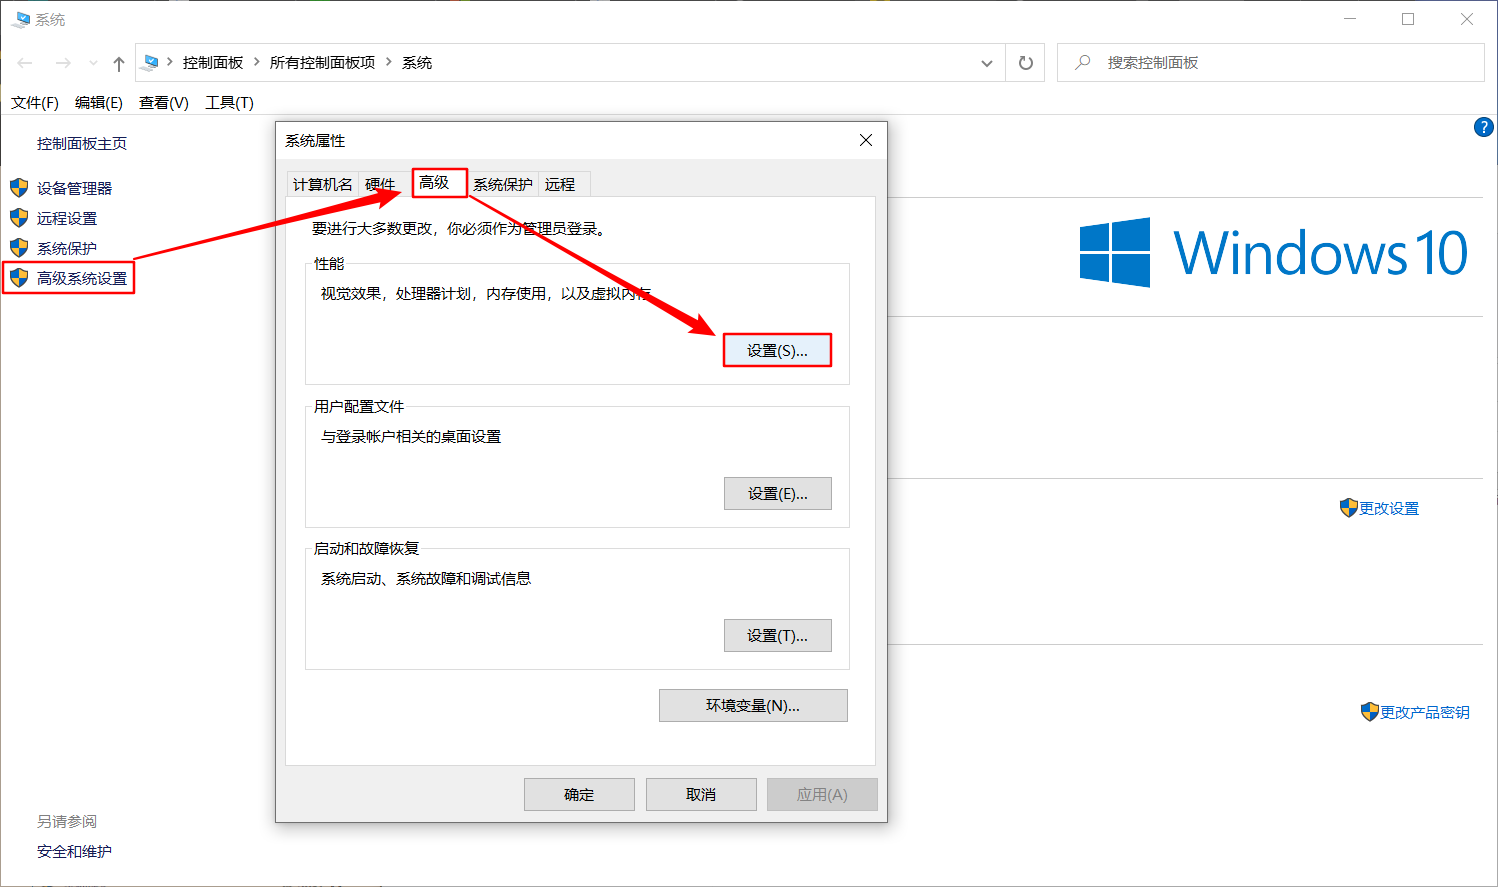 系统
控制面板 所有控制面板项 系统
搜索控制面板
文件(F) 编辑(E) 查看(V) 工具(T)
控制面板主页
设备管理器
远程设置
系统保护
高级系统设置
另请参阅
安全和维护
系统属性
计算机名 硬件 高级 系统保护 远程
要进行大多数更改，你必须作为管理员登录。
性能
视觉效果，处理器计划，内存使用，以及虚拟内存
设置(S)...
用户配置文件
与登录帐户相关的桌面设置
设置(E)...
启动和故障恢复
系统启动、系统故障和调试信息
设置(T)...
环境变量(N)...
确定 取消 应用(A)
?
Windows 10
更改设置
更改产品密钥